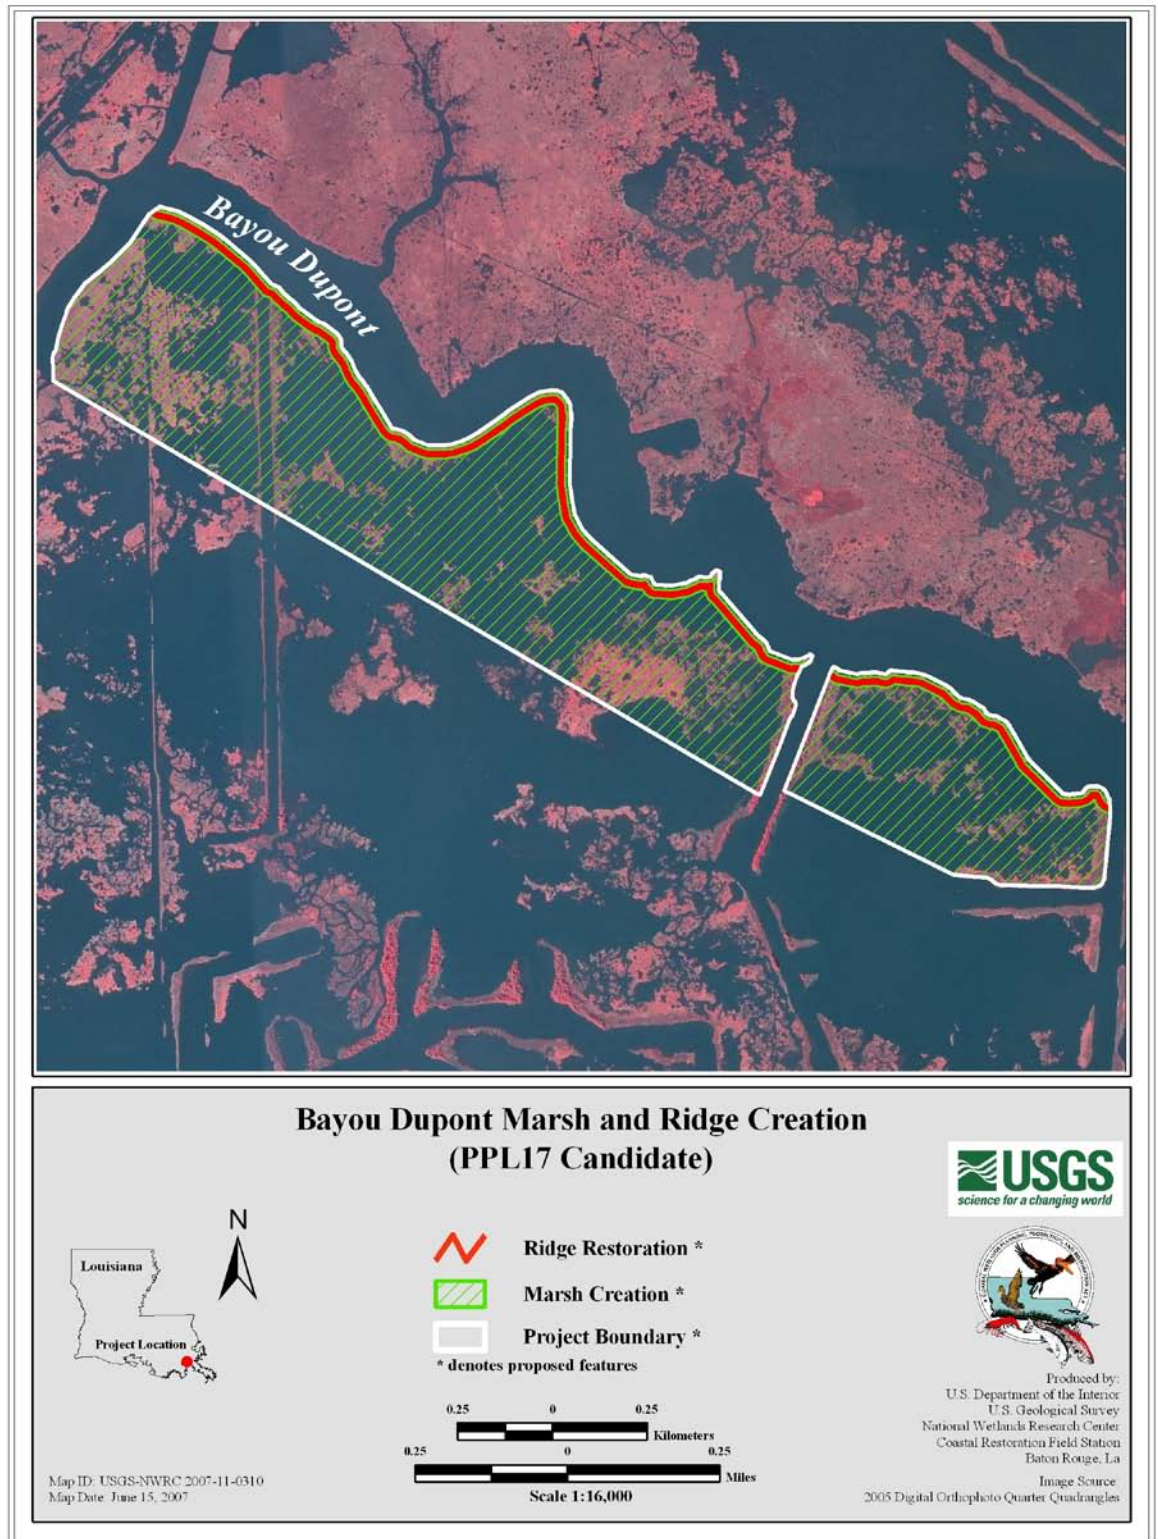 Bayou Dupont
Bayou Dupont Marsh and Ridge Creation
(PPL17 Candidate)
USGS
science for a changing world
N
Louisiana
Project Location
Ridge Restoration *
Marsh Creation *
Project Boundary *
* denotes proposed features
0.25 0 0.25
Kilometers
0.25 0 0.25
Miles
Scale 1:16,000
Produced by:
U.S. Department of the Interior
U.S. Geological Survey
National Wetlands Research Center
Coastal Restoration Field Station
Baton Rouge, La
Image Source:
2005 Digital Orthophoto Quarter Quadrangles
Map ID: USGS-NWRC 2007-11-0310
Map Date: June 15, 2007